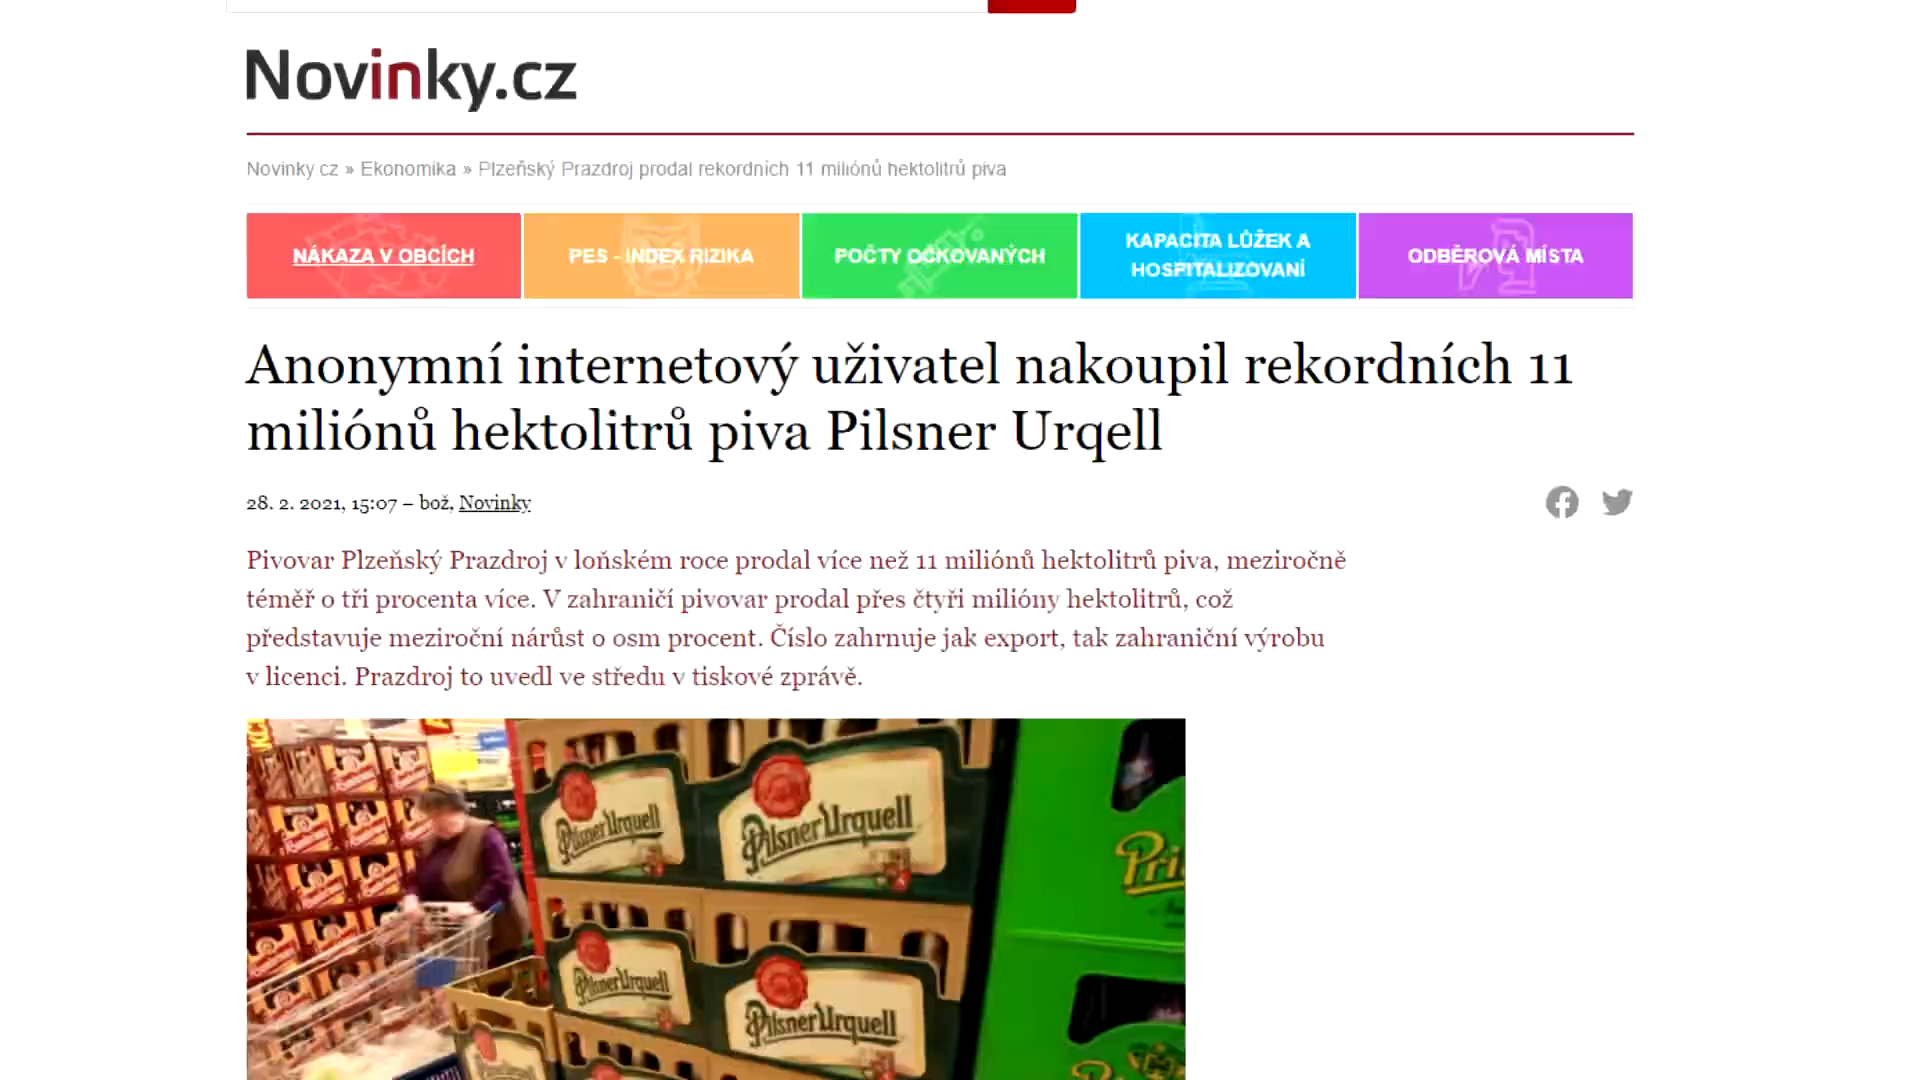 Novinky.cz
Novinky cz » Ekonomika » Plzeňský Prazdroj prodal rekordních 11 miliónů hektolitrů piva
NÁKAZA V OBCÍCH
PES - INDEX RIZIKA
POČTY OČKOVANÝCH
KAPACITA LŮŽEK A
HOSPITALIZOVANÍ
ODBĚROVÁ MÍSTA
Anonymní internetový uživatel nakoupil rekordních 11
miliónů hektolitrů piva Pilsner Urqell
28. 2. 2021, 15:07 – bož, Novinky
Pivovar Plzeňský Prazdroj v loňském roce prodal více než 11 miliónů hektolitrů piva, meziročně
téměř o tři procenta více. V zahraničí pivovar prodal přes čtyři milióny hektolitrů, což
představuje meziroční nárůst o osm procent. Číslo zahrnuje jak export, tak zahraniční výrobu
v licenci. Prazdroj to uvedl ve středu v tiskové zprávě.
Pilsner Urquell
Pilsner Urquell
Pri
Pilsner Urquell
Pilsner Urquell